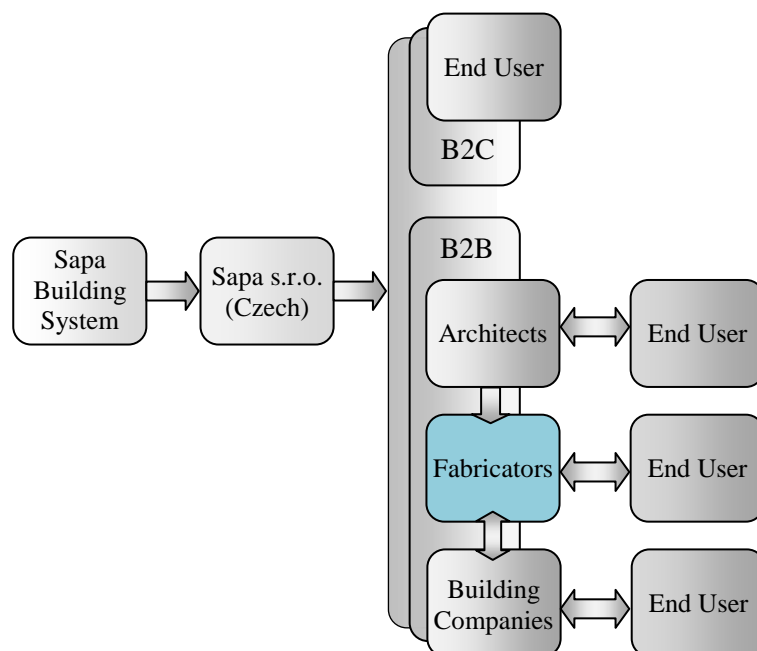 End User
B2C
B2B
Sapa
Building
System
Sapa s.r.o.
(Czech)
Architects
End User
Fabricators
End User
Building
Companies
End User